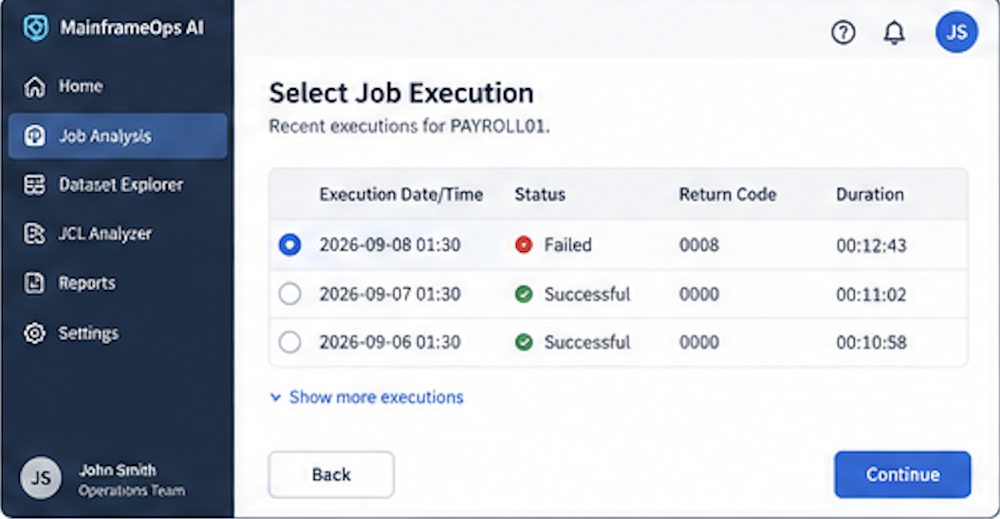 MainframeOps AI
JS
Home
Job Analysis
Dataset Explorer
JCL Analyzer
Reports
Settings
JS
John Smith
Operations Team
Select Job Execution
Recent executions for PAYROLL01.
Execution Date/Time Status Return Code Duration
2026-09-08 01:30 Failed 0008 00:12:43
2026-09-07 01:30 Successful 0000 00:11:02
2026-09-06 01:30 Successful 0000 00:10:58
Show more executions
Back Continue